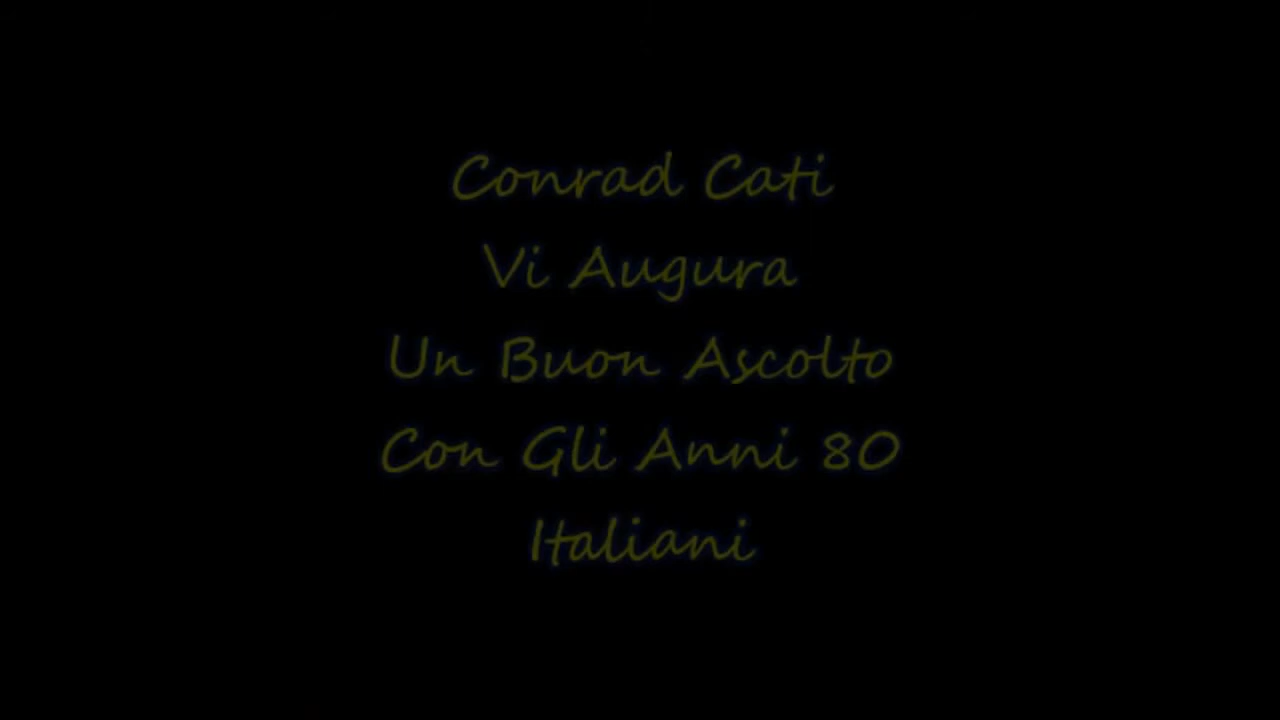 Conrad Cati
Vi Augura
Un Buon Ascolto
Con Gli Anni 80
Italiani